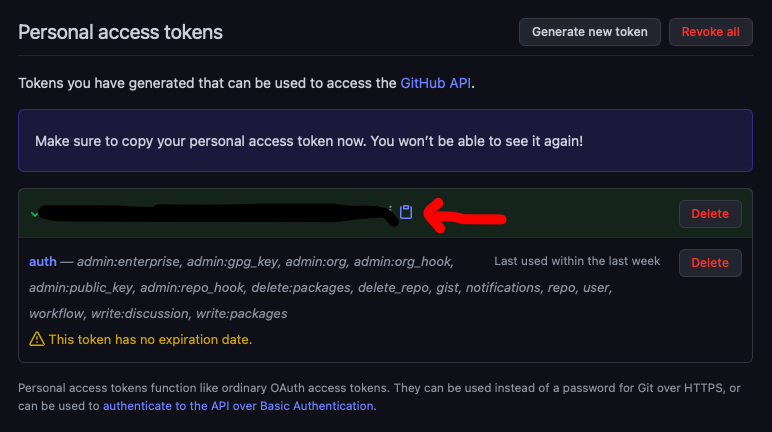 Personal access tokens
Generate new token
Revoke all
Tokens you have generated that can be used to access the GitHub API.
Make sure to copy your personal access token now. You won’t be able to see it again!
Delete
auth — admin:enterprise, admin:gpg_key, admin:org, admin:org_hook,
Last used within the last week
Delete
admin:public_key, admin:repo_hook, delete:packages, delete_repo, gist, notifications, repo, user,
workflow, write:discussion, write:packages
This token has no expiration date.
Personal access tokens function like ordinary OAuth access tokens. They can be used instead of a password for Git over HTTPS, or
can be used to authenticate to the API over Basic Authentication.